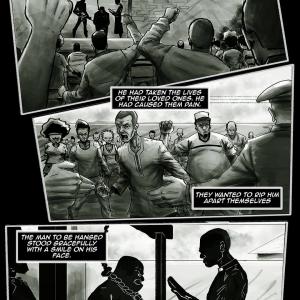 HE HAD TAKEN THE LIVES
OF THEIR LOVED ONES. HE
HAD CAUSED THEM PAIN.
THEY WANTED TO RIP HIM
APART THEMSELVES
THE MAN TO BE HANGED
STOOD GRACEFULLY
WITH A SMILE ON HIS
FACE.